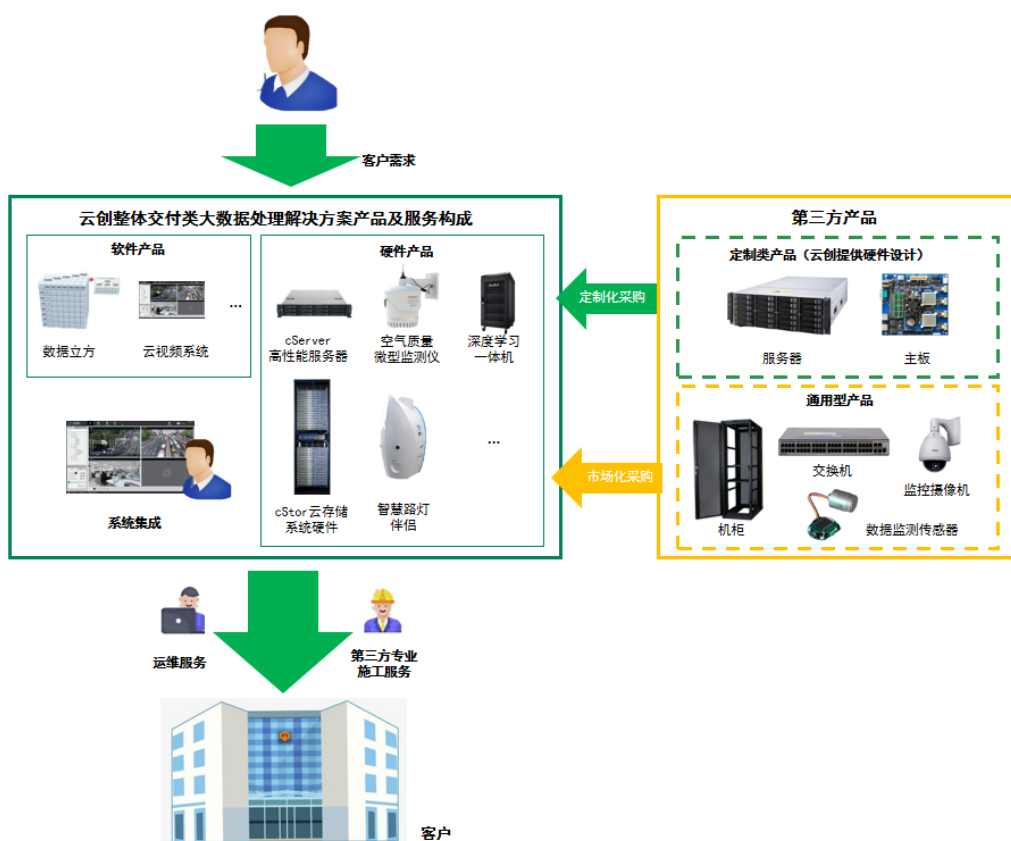 客户需求
云创整体交付类大数据处理解决方案产品及服务构成
软件产品
数据立方
云视频系统
...
系统集成
硬件产品
cServer
高性能服务器
空气质量
微型监测仪
深度学习
一体机
cStor云存储
系统硬件
智慧路灯
伴侣
...
定制化采购
市场化采购
第三方产品
定制类产品（云创提供硬件设计）
服务器
主板
通用型产品
机柜
交换机
监控摄像机
数据监测传感器
运维服务
第三方专业
施工服务
客户